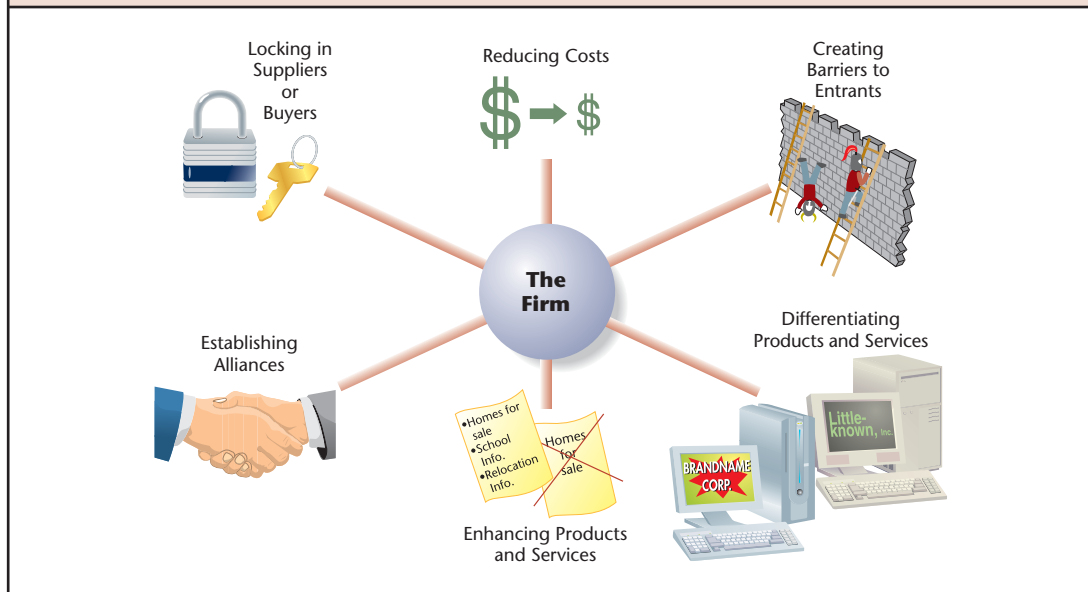 Locking in
Suppliers
or
Buyers
Reducing Costs
$ $
Creating
Barriers to
Entrants
The
Firm
Establishing
Alliances
Differentiating
Products and Services
•Homes for
sale
•School
Info.
•Relocation
Info.
Homes
for
sale
Enhancing Products
and Services
BRANDNAME
CORP.
Little-
known, Inc.